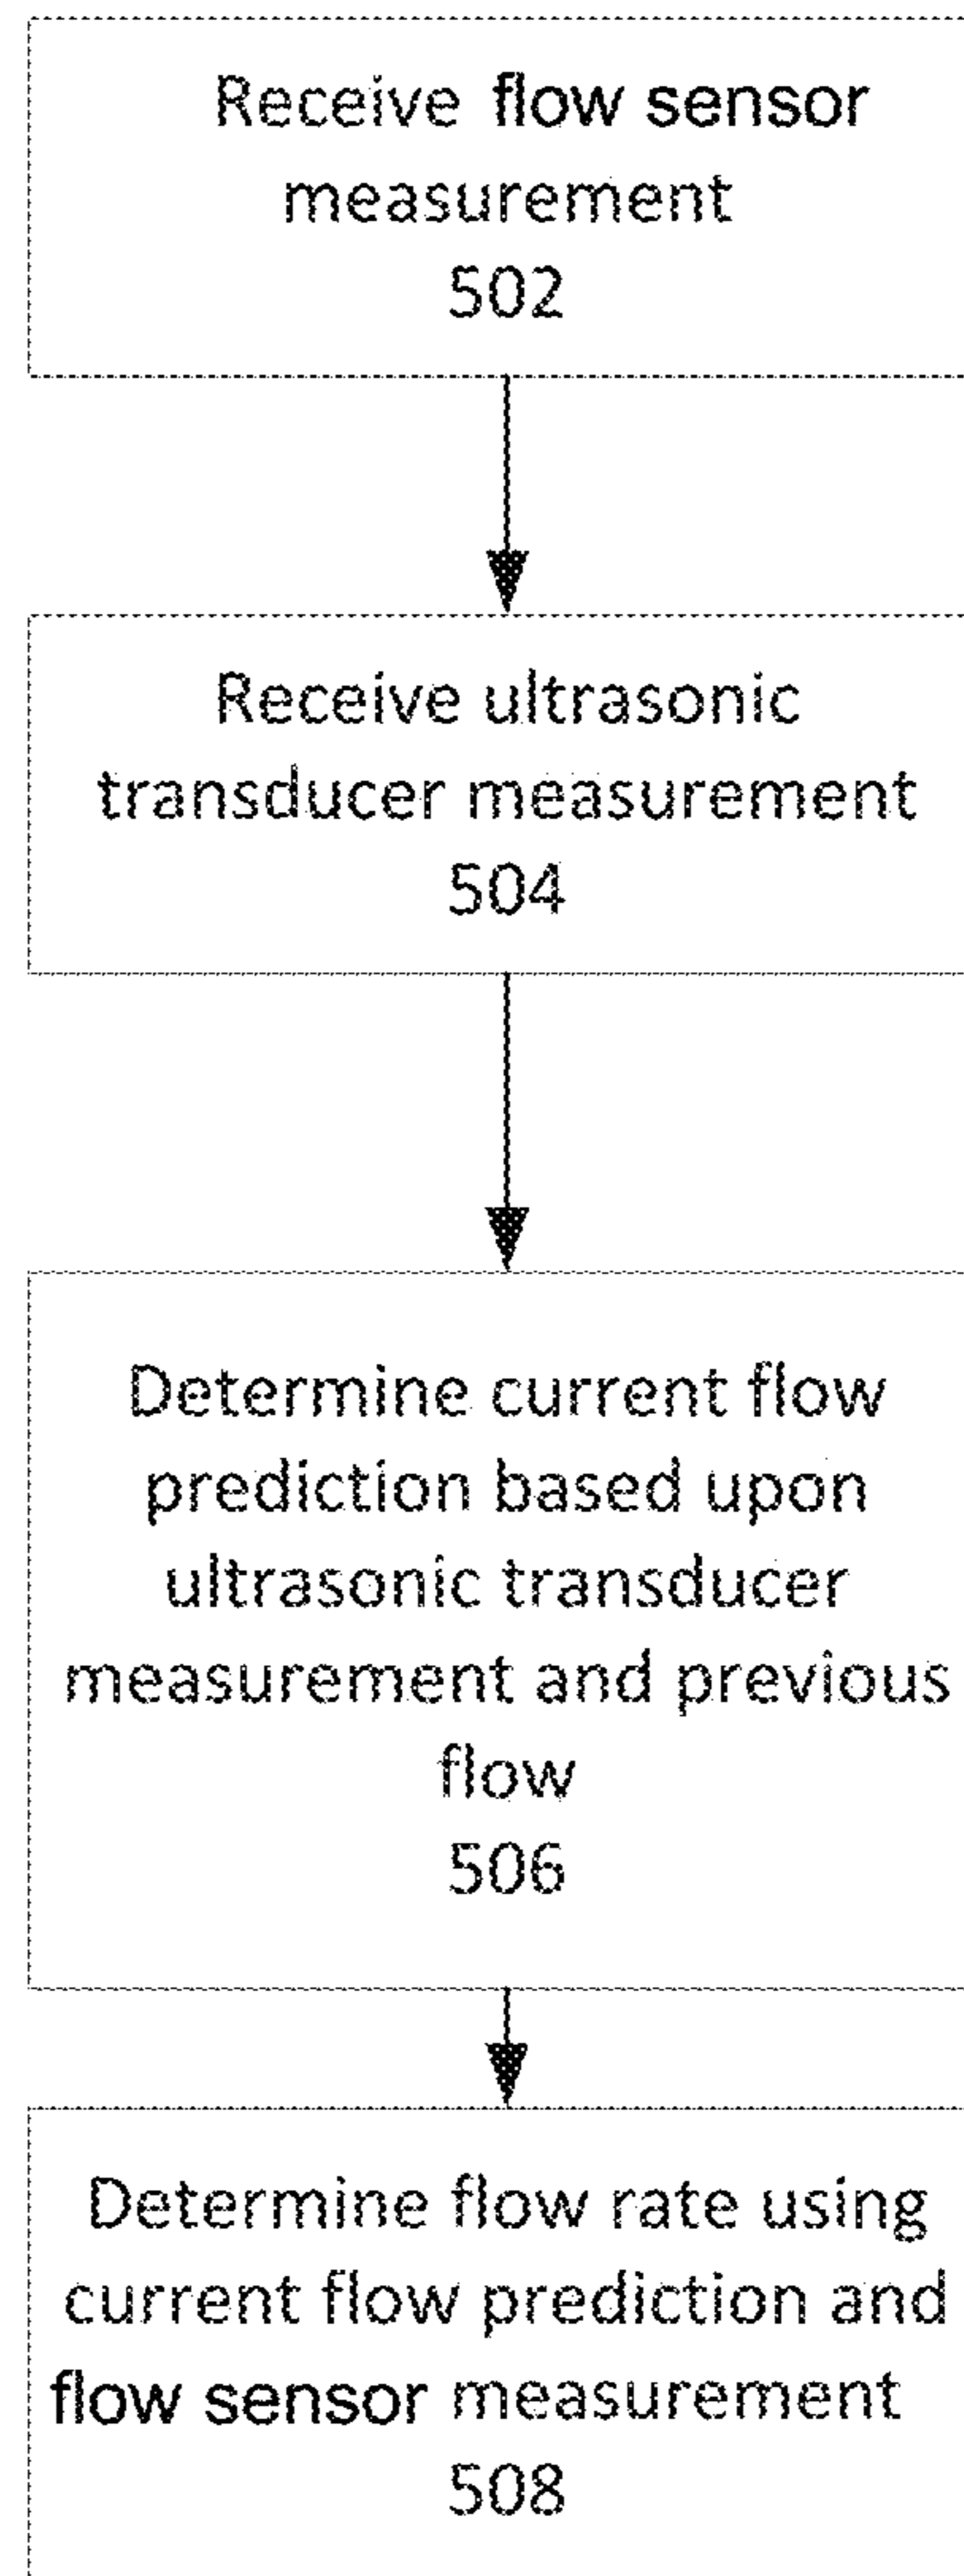 Receive flow sensor
measurement
502
Receive ultrasonic
transducer measurement
504
Determine current flow
prediction based upon
ultrasonic transducer
measurement and previous
flow
506
Determine flow rate using
current flow prediction and
flow sensor measurement
508